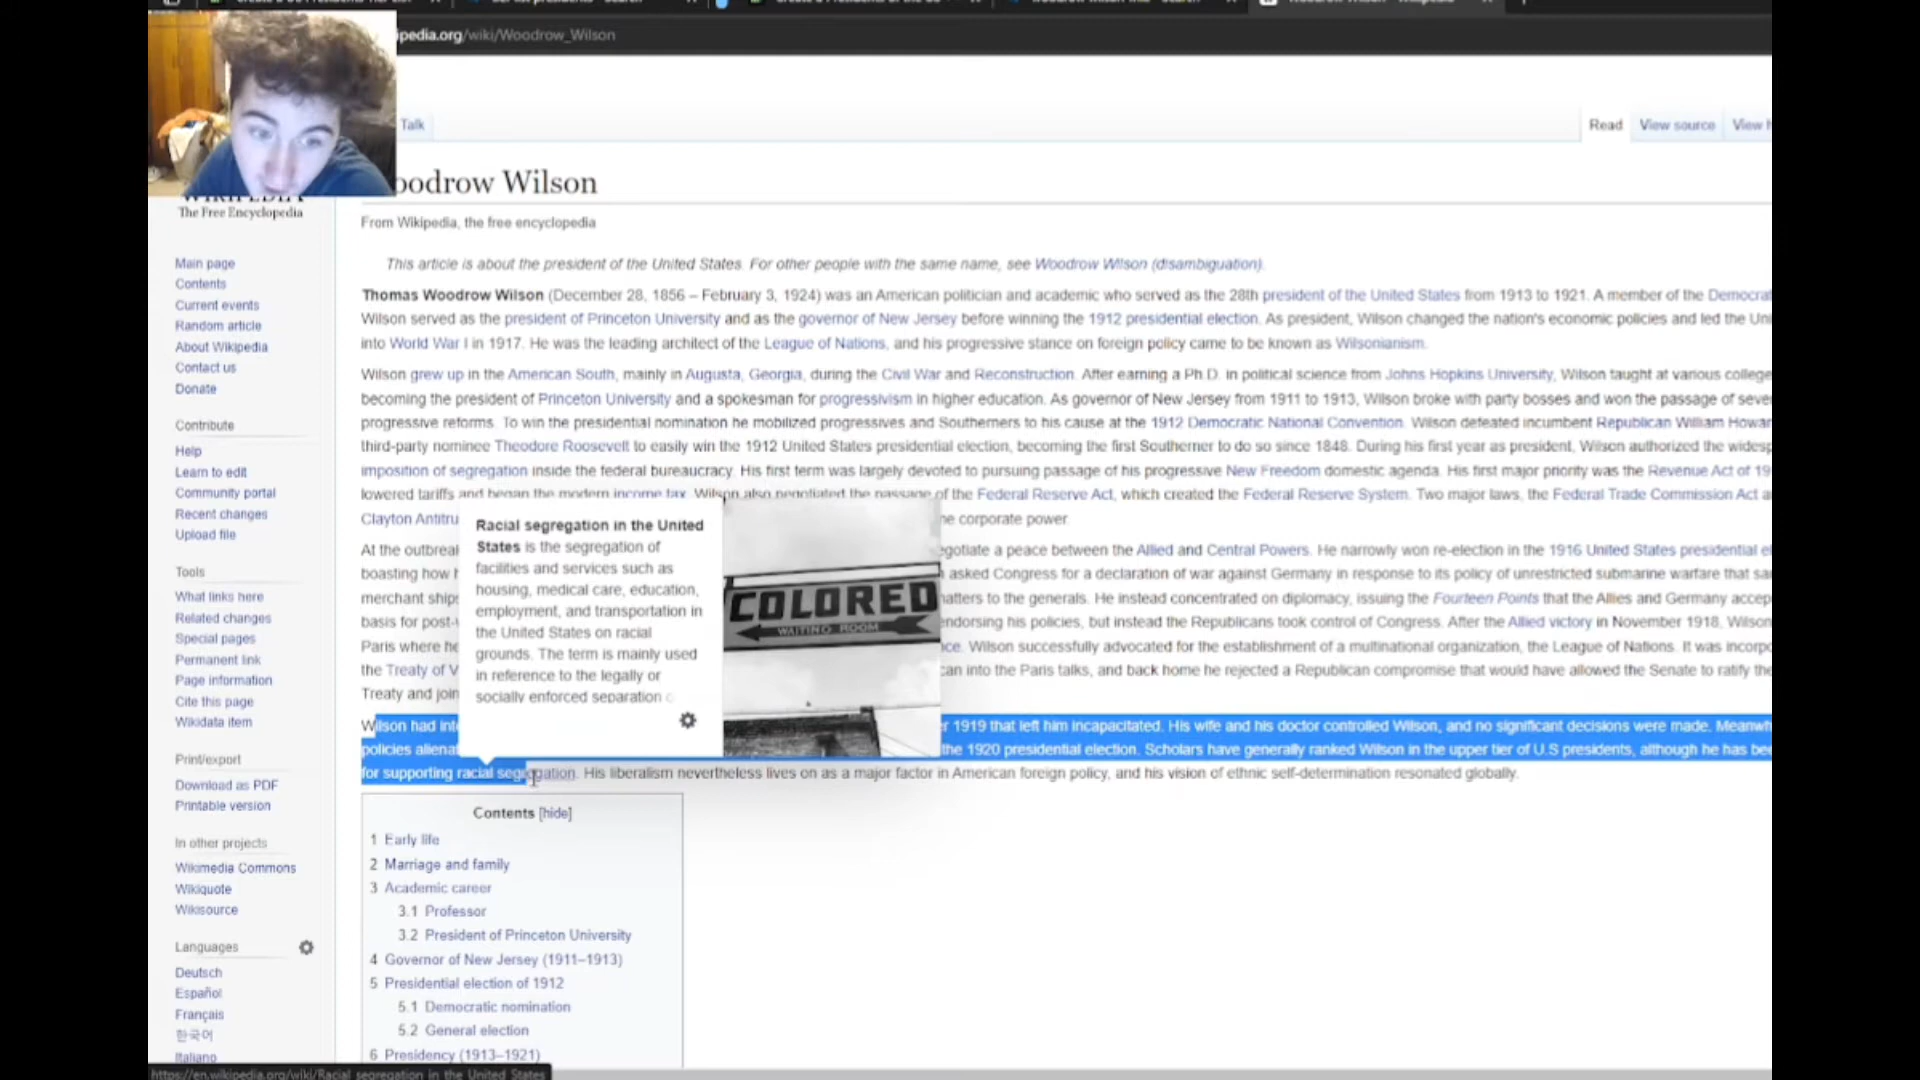 ipedia.org/wiki/Woodrow_Wilson
Talk
Read
View source
oodrow Wilson
WIKIPEDIA
The Free Encyclopedia
From Wikipedia, the free encyclopedia
This article is about the president of the United States. For other people with the same name, see Woodrow Wilson (disambiguation).
Thomas Woodrow Wilson (December 28, 1856 – February 3, 1924) was an American politician and academic who served as the 28th president of the United States from 1913 to 1921. A member of the Democrat
Wilson served as the president of Princeton University and as the governor of New Jersey before winning the 1912 presidential election. As president, Wilson changed the nation's economic policies and led the Uni
into World War I in 1917. He was the leading architect of the League of Nations, and his progressive stance on foreign policy came to be known as Wilsonianism.
Wilson grew up in the American South, mainly in Augusta, Georgia, during the Civil War and Reconstruction. After earning a Ph.D. in political science from Johns Hopkins University, Wilson taught at various college
becoming the president of Princeton University and a spokesman for progressivism in higher education. As governor of New Jersey from 1911 to 1913, Wilson broke with party bosses and won the passage of seve
progressive reforms. To win the presidential nomination he mobilized progressives and Southerners to his cause at the 1912 Democratic National Convention. Wilson defeated incumbent Republican William Howar
third-party nominee Theodore Roosevelt to easily win the 1912 United States presidential election, becoming the first Southerner to do so since 1848. During his first year as president, Wilson authorized the widesp
imposition of segregation inside the federal bureaucracy. His first term was largely devoted to pursuing passage of his progressive New Freedom domestic agenda. His first major priority was the Revenue Act of 19
lowered tariffs and began the modern income tax. Wilson also negotiated the passage of the Federal Reserve Act, which created the Federal Reserve System. Two major laws, the Federal Trade Commission Act a
Clayton Antitru
e corporate power.
At the outbrea
gotiate a peace between the Allied and Central Powers. He narrowly won re-election in the 1916 United States presidential el
boasting how h
asked Congress for a declaration of war against Germany in response to its policy of unrestricted submarine warfare that sa
merchant ships
atters to the generals. He instead concentrated on diplomacy, issuing the Fourteen Points that the Allies and Germany accep
basis for post-
endorsing his policies, but instead the Republicans took control of Congress. After the Allied victory in November 1918, Wilson
Paris where he
ce. Wilson successfully advocated for the establishment of a multinational organization, the League of Nations. It was incorpo
the Treaty of V
can into the Paris talks, and back home he rejected a Republican compromise that would have allowed the Senate to ratify the
Treaty and join
Wilson had inte
r 1919 that left him incapacitated. His wife and his doctor controlled Wilson, and no significant decisions were made. Meanwh
policies aliena
the 1920 presidential election. Scholars have generally ranked Wilson in the upper tier of U.S presidents, although he has bee
for supporting racial segregation. His liberalism nevertheless lives on as a major factor in American foreign policy, and his vision of ethnic self-determination resonated globally.
Racial segregation in the United
States is the segregation of
facilities and services such as
housing, medical care, education,
employment, and transportation in
the United States on racial
grounds. The term is mainly used
in reference to the legally or
socially enforced separation o
COLORED
WAITING ROOM
Main page
Contents
Current events
Random article
About Wikipedia
Contact us
Donate
Contribute
Help
Learn to edit
Community portal
Recent changes
Upload file
Tools
What links here
Related changes
Special pages
Permanent link
Page information
Cite this page
Wikidata item
Print/export
Download as PDF
Printable version
In other projects
Wikimedia Commons
Wikiquote
Wikisource
Languages
Deutsch
Español
Français
한국어
Italiano
Contents [hide]
1 Early life
2 Marriage and family
3 Academic career
3.1 Professor
3.2 President of Princeton University
4 Governor of New Jersey (1911–1913)
5 Presidential election of 1912
5.1 Democratic nomination
5.2 General election
6 Presidency (1913–1921)
https://en.wikipedia.org/wiki/Racial_segregation_in_the_United_States